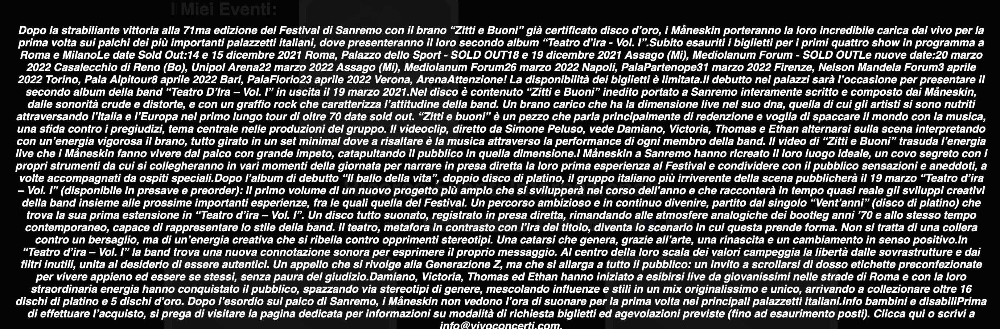 I Miei Eventi:
Dopo la strabiliante vittoria alla 71ma edizione del Festival di Sanremo con il brano “Zitti e Buoni” già certificato disco d’oro, i Måneskin porteranno la loro incredibile carica dal vivo per la
prima volta sui palchi dei più importanti palazzetti italiani, dove presenteranno il loro secondo album “Teatro d’ira - Vol. I”.Subito esauriti i biglietti per i primi quattro show in programma a
Roma e MilanoLe date Sold Out:14 e 15 dicembre 2021 Roma, Palazzo dello Sport - SOLD OUT18 e 19 dicembre 2021 Assago (Mi), Mediolanum Forum - SOLD OUTLe nuove date:20 marzo
2022 Casalecchio di Reno (Bo), Unipol Arena22 marzo 2022 Assago (Mi), Mediolanum Forum26 marzo 2022 Napoli, PalaPartenope31 marzo 2022 Firenze, Nelson Mandela Forum3 aprile
2022 Torino, Pala Alpitour8 aprile 2022 Bari, PalaFlorio23 aprile 2022 Verona, ArenaAttenzione! La disponibilità dei biglietti è limitata.Il debutto nei palazzi sarà l’occasione per presentare il
secondo album della band “Teatro D’Ira – Vol. I” in uscita il 19 marzo 2021.Nel disco è contenuto “Zitti e Buoni” inedito portato a Sanremo interamente scritto e composto dai Måneskin,
dalle sonorità crude e distorte, e con un graffio rock che caratterizza l’attitudine della band. Un brano carico che ha la dimensione live nel suo dna, quella di cui gli artisti si sono nutriti
attraversando l’Italia e l’Europa nel primo lungo tour di oltre 70 date sold out. “Zitti e buoni” è un pezzo che parla principalmente di redenzione e voglia di spaccare il mondo con la musica,
una sfida contro i pregiudizi, tema centrale nelle produzioni del gruppo. Il videoclip, diretto da Simone Peluso, vede Damiano, Victoria, Thomas e Ethan alternarsi sulla scena interpretando
con un’energia vigorosa il brano, tutto girato in un set minimal dove a risaltare è la musica attraverso la performance di ogni membro della band. Il video di “Zitti e Buoni” trasuda l’energia
live che i Måneskin fanno vivere dal palco con grande impeto, catapultando il pubblico in quella dimensione.I Måneskin a Sanremo hanno ricreato il loro luogo ideale, un covo segreto con i
propri strumenti da cui si collegheranno in vari momenti della giornata per narrare in presa diretta la loro prima esperienza al Festival e condividere con il pubblico sensazioni e aneddoti, a
volte accompagnati da ospiti speciali.Dopo l’album di debutto “Il ballo della vita”, doppio disco di platino, il gruppo italiano più irriverente della scena pubblicherà il 19 marzo “Teatro d’ira
– Vol. I” (disponibile in presave e preorder): il primo volume di un nuovo progetto più ampio che si svilupperà nel corso dell’anno e che racconterà in tempo quasi reale gli sviluppi creativi
della band insieme alle prossime importanti esperienze, fra le quali quella del Festival. Un percorso ambizioso e in continuo divenire, partito dal singolo “Vent’anni” (disco di platino) che
trova la sua prima estensione in “Teatro d’ira – Vol. I”. Un disco tutto suonato, registrato in presa diretta, rimandando alle atmosfere analogiche dei bootleg anni ’70 e allo stesso tempo
contemporaneo, capace di rappresentare lo stile della band. Il teatro, metafora in contrasto con l’ira del titolo, diventa lo scenario in cui questa prende forma. Non si tratta di una collera
contro un bersaglio, ma di un’energia creativa che si ribella contro opprimenti stereotipi. Una catarsi che genera, grazie all’arte, una rinascita e un cambiamento in senso positivo.In
“Teatro d’ira – Vol. I” la band trova una nuova connotazione sonora per esprimere il proprio messaggio. Al centro della loro scala dei valori campeggia la libertà dalle sovrastrutture e dai
filtri inutili, unita al desiderio di essere autentici. Un appello che si rivolge alla Generazione Z, ma che si allarga a tutto il pubblico: un invito a scrollarsi di dosso etichette preconfezionate
per vivere appieno ed essere se stessi, senza paura del giudizio.Damiano, Victoria, Thomas ed Ethan hanno iniziato a esibirsi live da giovanissimi nelle strade di Roma e con la loro
straordinaria energia hanno conquistato il pubblico, spazzando via stereotipi di genere, mescolando influenze e stili in un mix originalissimo e unico, arrivando a collezionare oltre 16
dischi di platino e 5 dischi d’oro. Dopo l’esordio sul palco di Sanremo, i Måneskin non vedono l’ora di suonare per la prima volta nei principali palazzetti italiani.Info bambini e disabiliPrima
di effettuare l’acquisto, si prega di visitare la pagina dedicata per informazioni su modalità di richiesta biglietti ed agevolazioni previste (fino ad esaurimento posti). Clicca qui o scrivi a
info@vivoconcerti.com.